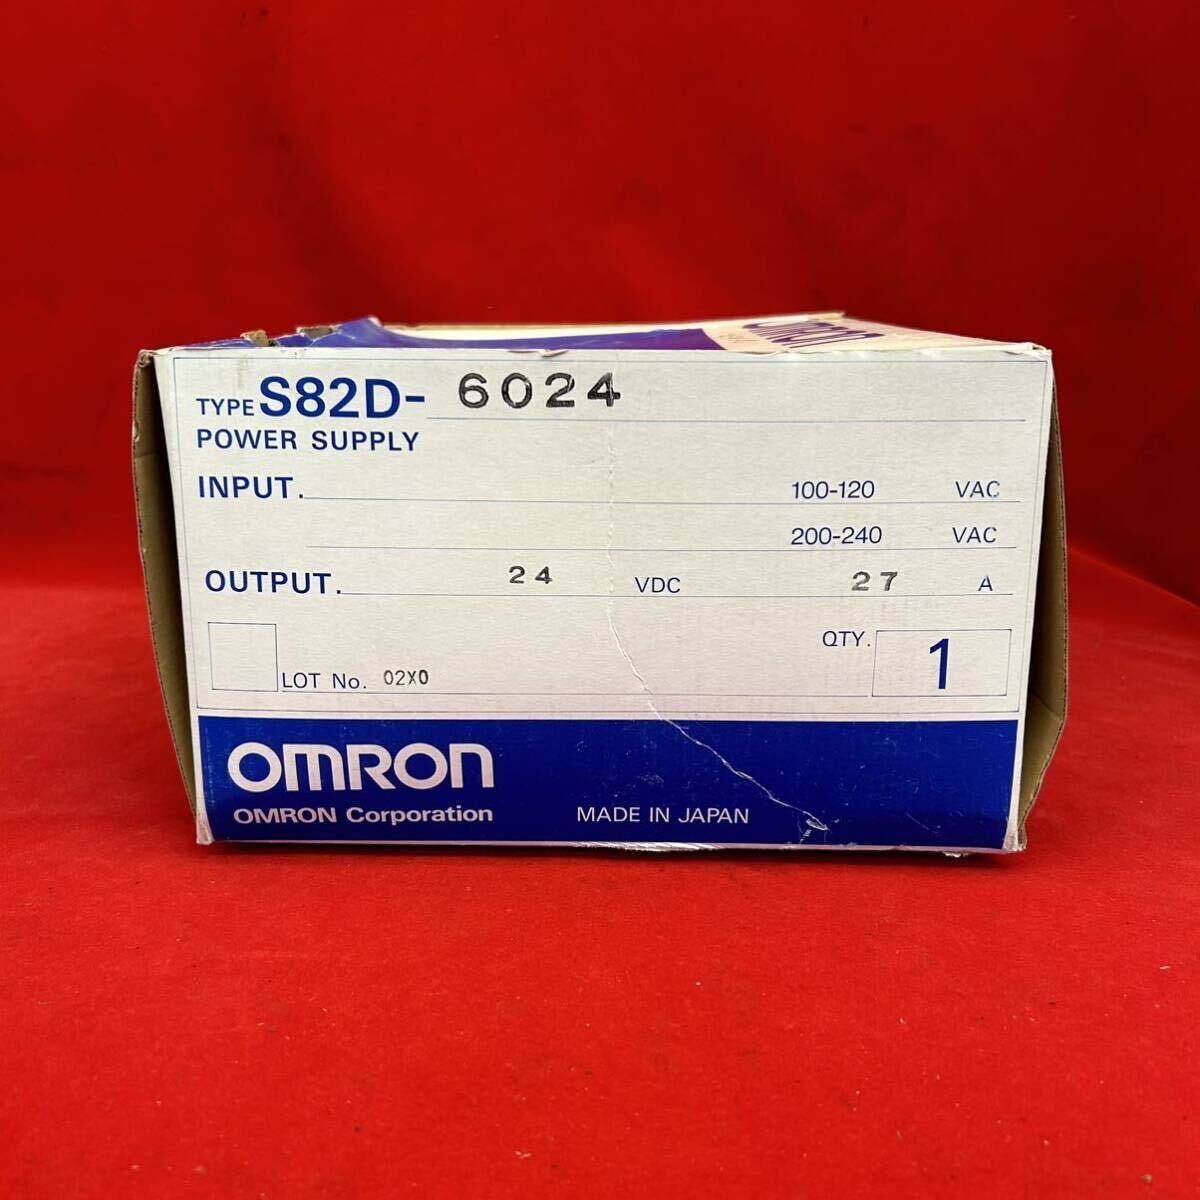 OMRON
TYPE S82D- 6024
POWER SUPPLY
INPUT. 100-120 VAC
200-240 VAC
OUTPUT. 24 VDC 27 A
QTY. 1
LOT No. 02X0
OMRON
OMRON Corporation MADE IN JAPAN